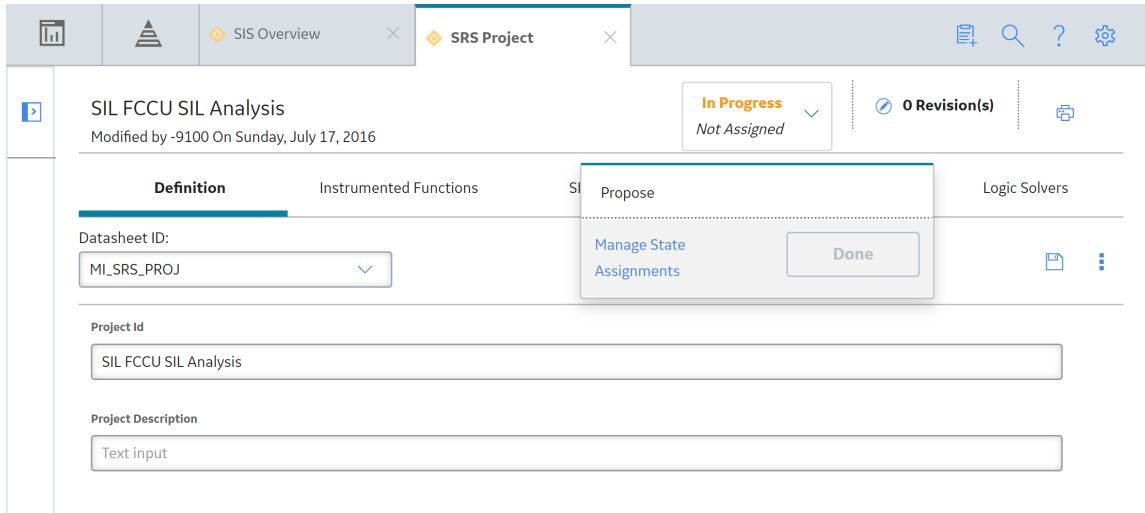 SIS Overview
SRS Project
SIL FCCU SIL Analysis
Modified by -9100 On Sunday, July 17, 2016
In Progress
Not Assigned
0 Revision(s)
Definition
Instrumented Functions
Propose
Logic Solvers
Manage State
Assignments
Done
Datasheet ID:
MI_SRS_PROJ
Project Id
SIL FCCU SIL Analysis
Project Description
Text input